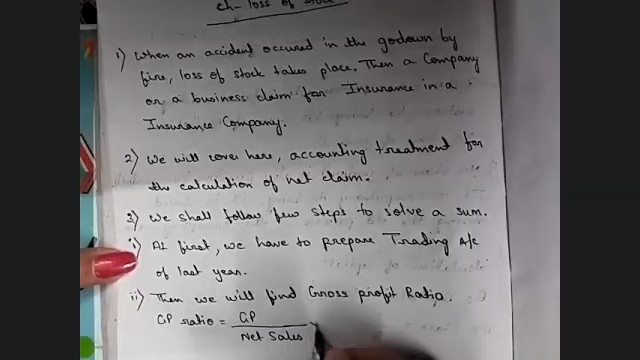 ch- loss of stock
1) When an accident occured in the godown by
fire, loss of stock takes place. Then a Company
or a business claim for Insurance in a
Insurance Company.
2) We will cover here, accounting treatment for
the calculation of net claim.
3) We shall follow few steps to solve a sum.
i) At first, we have to prepare Trading A/c
of last year.
ii) Then we will find Gross profit Ratio.
GP ratio = GP
Net Sales